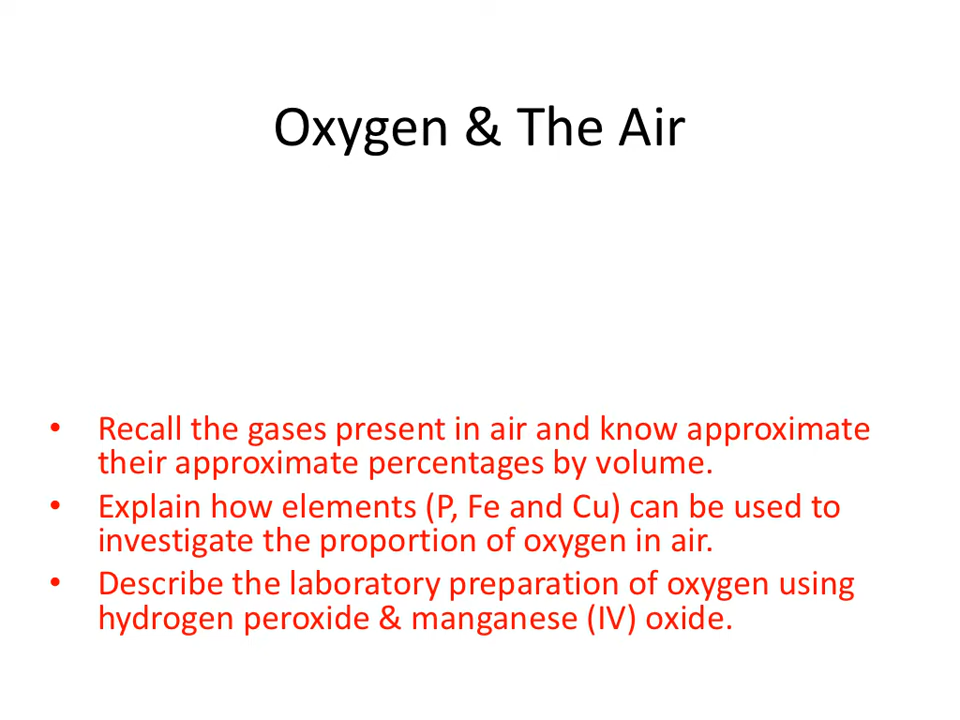 Oxygen & The Air
• Recall the gases present in air and know approximate
their approximate percentages by volume.
• Explain how elements (P, Fe and Cu) can be used to
investigate the proportion of oxygen in air.
• Describe the laboratory preparation of oxygen using
hydrogen peroxide & manganese (IV) oxide.